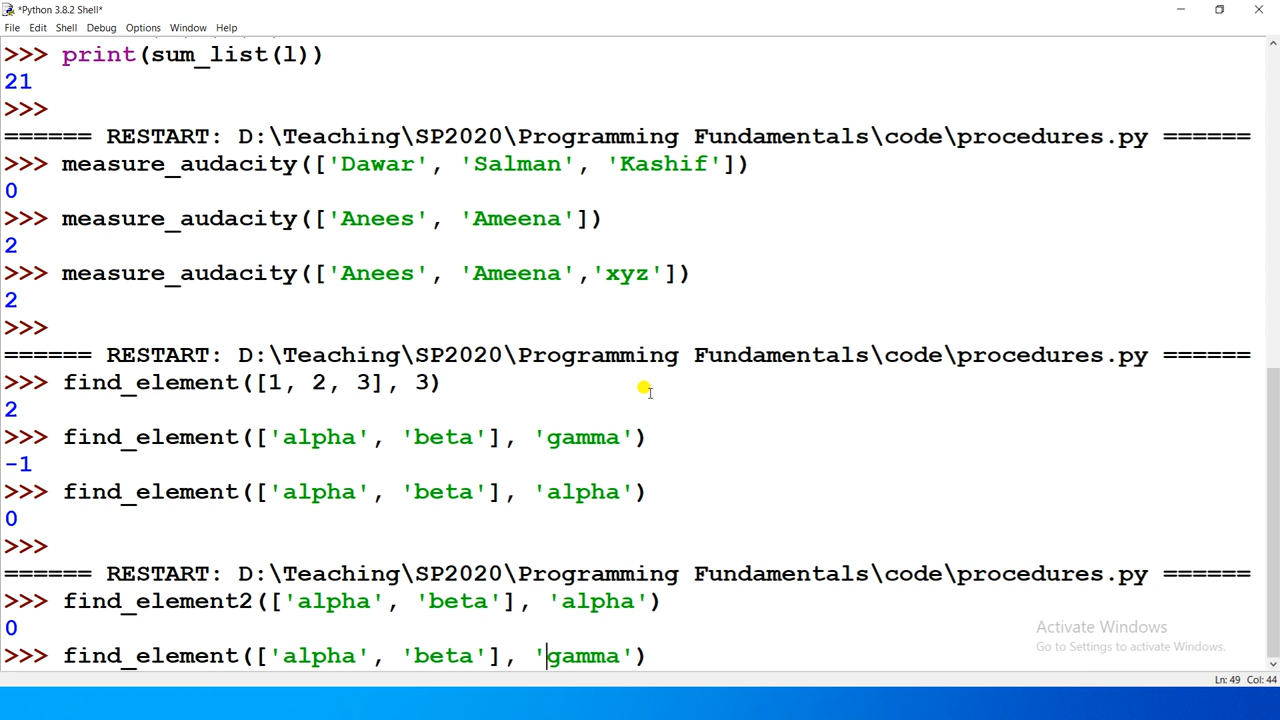 *Python 3.8.2 Shell*
File Edit Shell Debug Options Window Help
>>> print(sum_list(l))
21
>>>
====== RESTART: D:\Teaching\SP2020\Programming Fundamentals\code\procedures.py ======
>>> measure_audacity(['Dawar', 'Salman', 'Kashif'])
0
>>> measure_audacity(['Anees', 'Ameena'])
2
>>> measure_audacity(['Anees', 'Ameena','xyz'])
2
>>>
====== RESTART: D:\Teaching\SP2020\Programming Fundamentals\code\procedures.py ======
>>> find_element([1, 2, 3], 3)
2
>>> find_element(['alpha', 'beta'], 'gamma')
-1
>>> find_element(['alpha', 'beta'], 'alpha')
0
>>>
====== RESTART: D:\Teaching\SP2020\Programming Fundamentals\code\procedures.py ======
>>> find_element2(['alpha', 'beta'], 'alpha')
0
>>> find_element(['alpha', 'beta'], 'gamma')
Activate Windows
Go to Settings to activate Windows.
Ln: 49 Col: 44